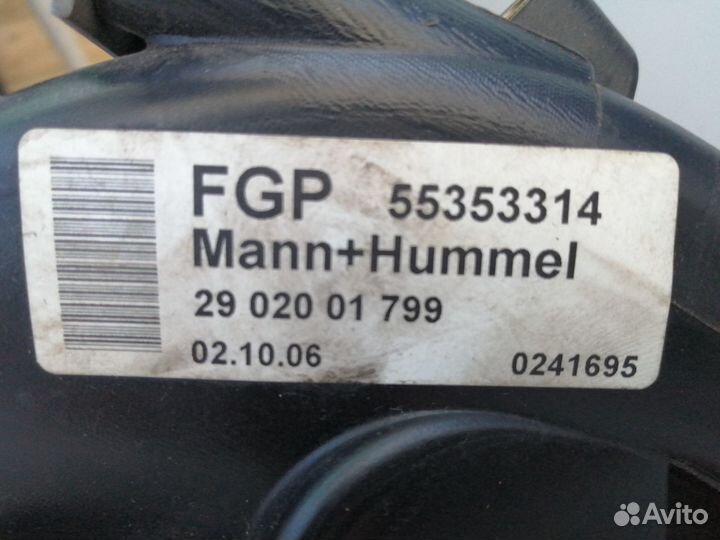 FGP 55353314
Mann+Hummel
29 020 01 799
02.10.06 0241695
Avito